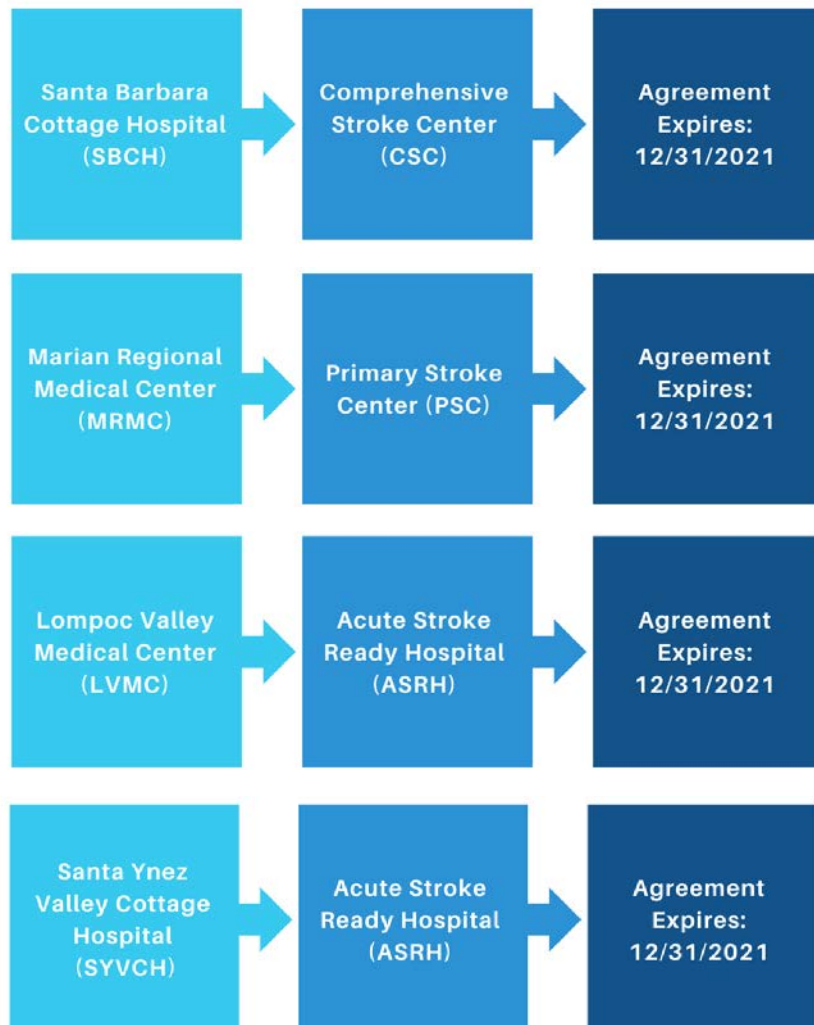 Santa Barbara
Cottage Hospital
(SBCH)
Comprehensive
Stroke Center
(CSC)
Agreement
Expires:
12/31/2021
Marian Regional
Medical Center
(MRMC)
Primary Stroke
Center (PSC)
Agreement
Expires:
12/31/2021
Lompoc Valley
Medical Center
(LVMC)
Acute Stroke
Ready Hospital
(ASRH)
Agreement
Expires:
12/31/2021
Santa Ynez
Valley Cottage
Hospital
(SYVCH)
Acute Stroke
Ready Hospital
(ASRH)
Agreement
Expires:
12/31/2021